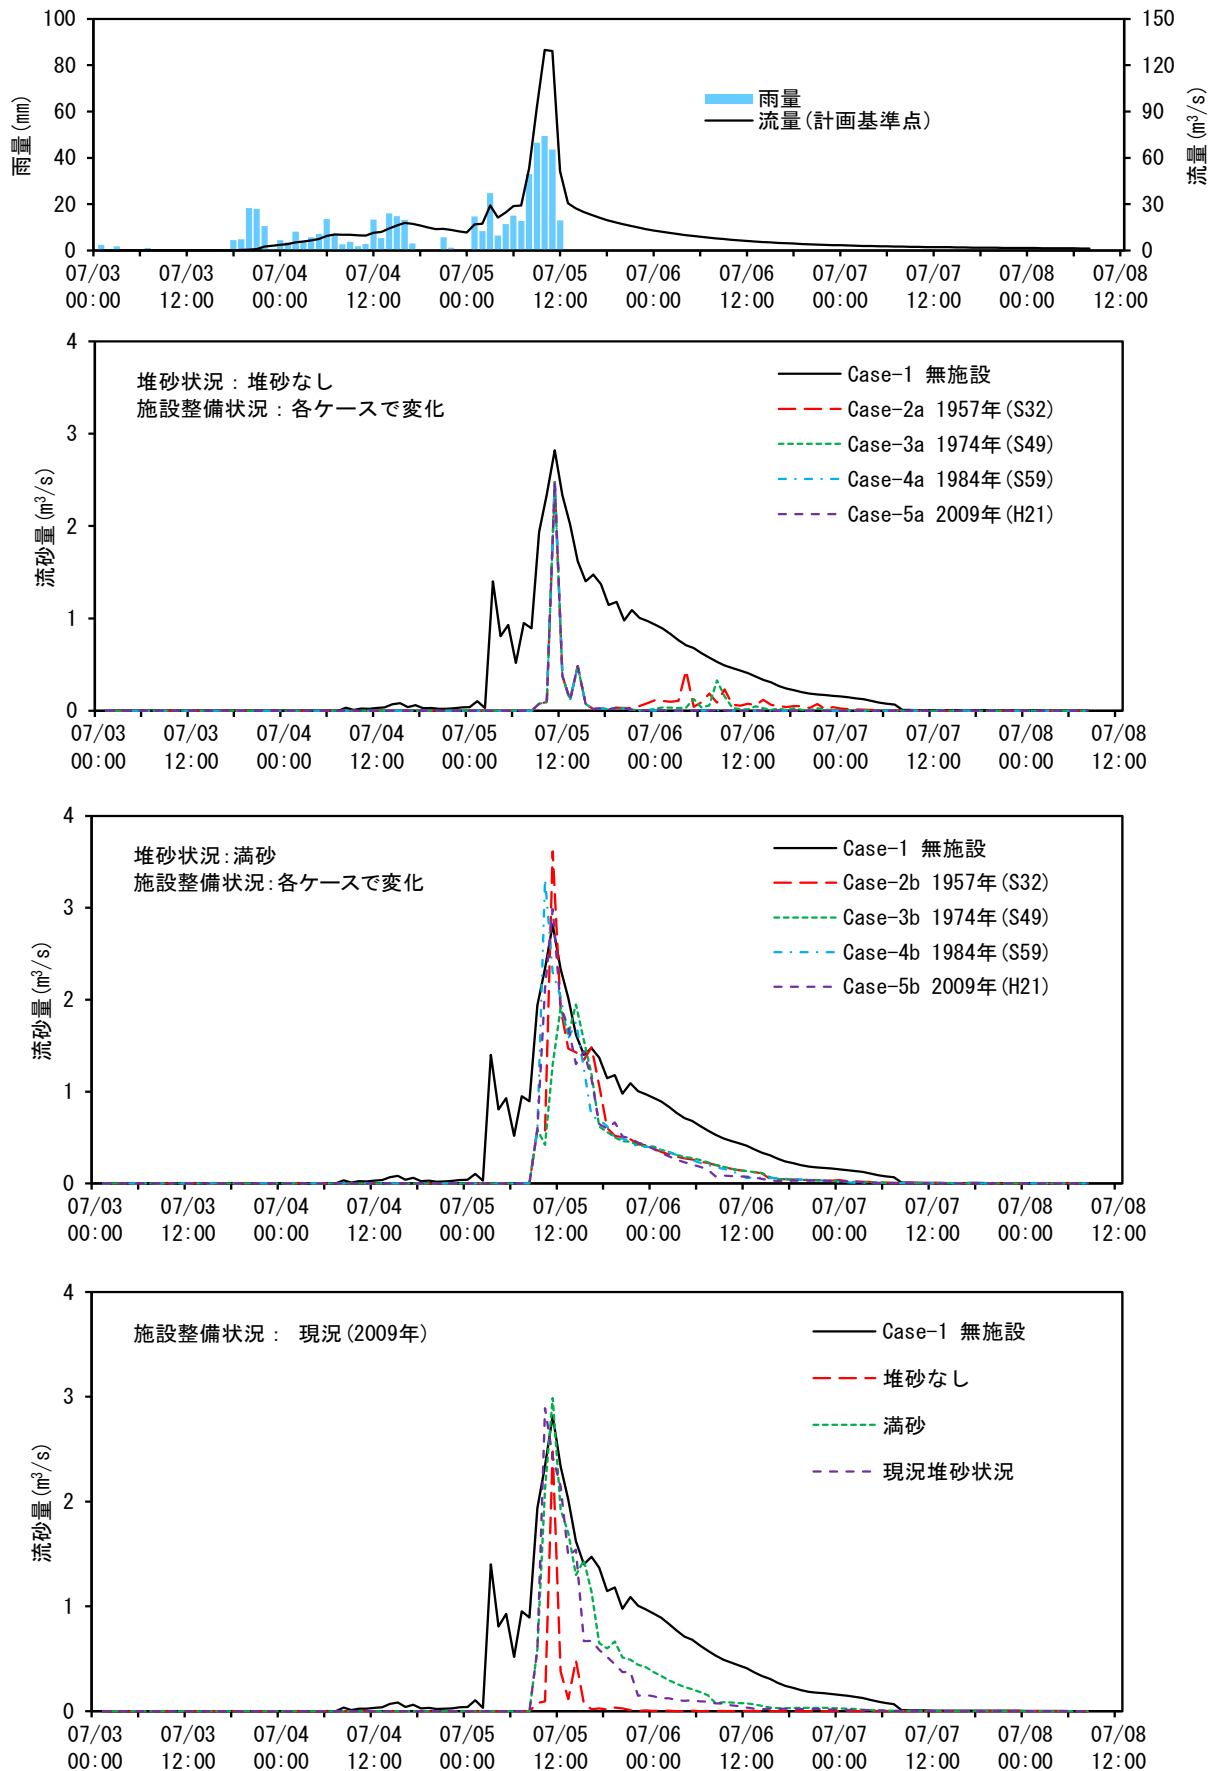 100
80
60
40
20
0
雨量(mm)
150
120
90
60
30
0
流量(m³/s)
雨量
流量(計画基準点)
07/03 07/03 07/04 07/04 07/05 07/05 07/06 07/06 07/07 07/07 07/08 07/08
00:00 12:00 00:00 12:00 00:00 12:00 00:00 12:00 00:00 12:00 00:00 12:00
4
3
2
1
0
流砂量(m³/s)
堆砂状況：堆砂なし
施設整備状況：各ケースで変化
Case-1 無施設
Case-2a 1957年(S32)
Case-3a 1974年(S49)
Case-4a 1984年(S59)
Case-5a 2009年(H21)
07/03 07/03 07/04 07/04 07/05 07/05 07/06 07/06 07/07 07/07 07/08 07/08
00:00 12:00 00:00 12:00 00:00 12:00 00:00 12:00 00:00 12:00 00:00 12:00
4
3
2
1
0
流砂量(m³/s)
堆砂状況:満砂
施設整備状況:各ケースで変化
Case-1 無施設
Case-2b 1957年(S32)
Case-3b 1974年(S49)
Case-4b 1984年(S59)
Case-5b 2009年(H21)
07/03 07/03 07/04 07/04 07/05 07/05 07/06 07/06 07/07 07/07 07/08 07/08
00:00 12:00 00:00 12:00 00:00 12:00 00:00 12:00 00:00 12:00 00:00 12:00
4
3
2
1
0
流砂量(m³/s)
施設整備状況： 現況(2009年)
Case-1 無施設
堆砂なし
満砂
現況堆砂状況
07/03 07/03 07/04 07/04 07/05 07/05 07/06 07/06 07/07 07/07 07/08 07/08
00:00 12:00 00:00 12:00 00:00 12:00 00:00 12:00 00:00 12:00 00:00 12:00